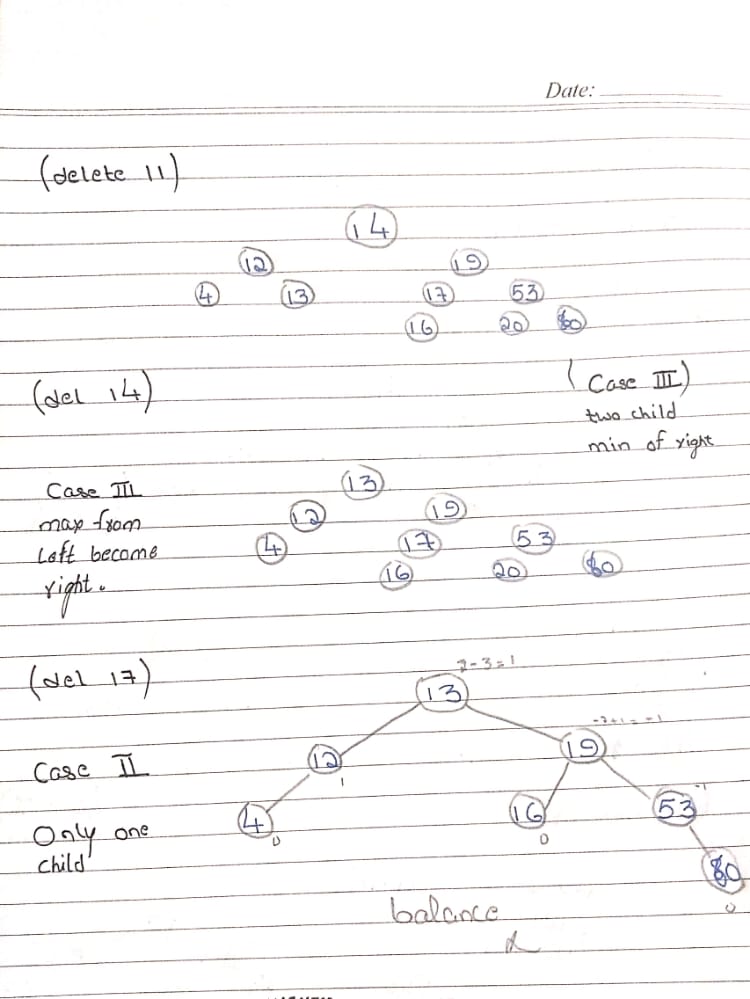 Date:
(delete 11)
14
12 19
4 13 17 53
16 20 60
(del 14)
(Case III)
two child
min of right
Case III
max from
Left become
right.
13
12 19
4 17 53
16 20 60
(del 17)
2-3=1
13
-2+1=-1
12 19
1
Case II
4 16 53 -1
0 0
Only one
child
80
0
balance